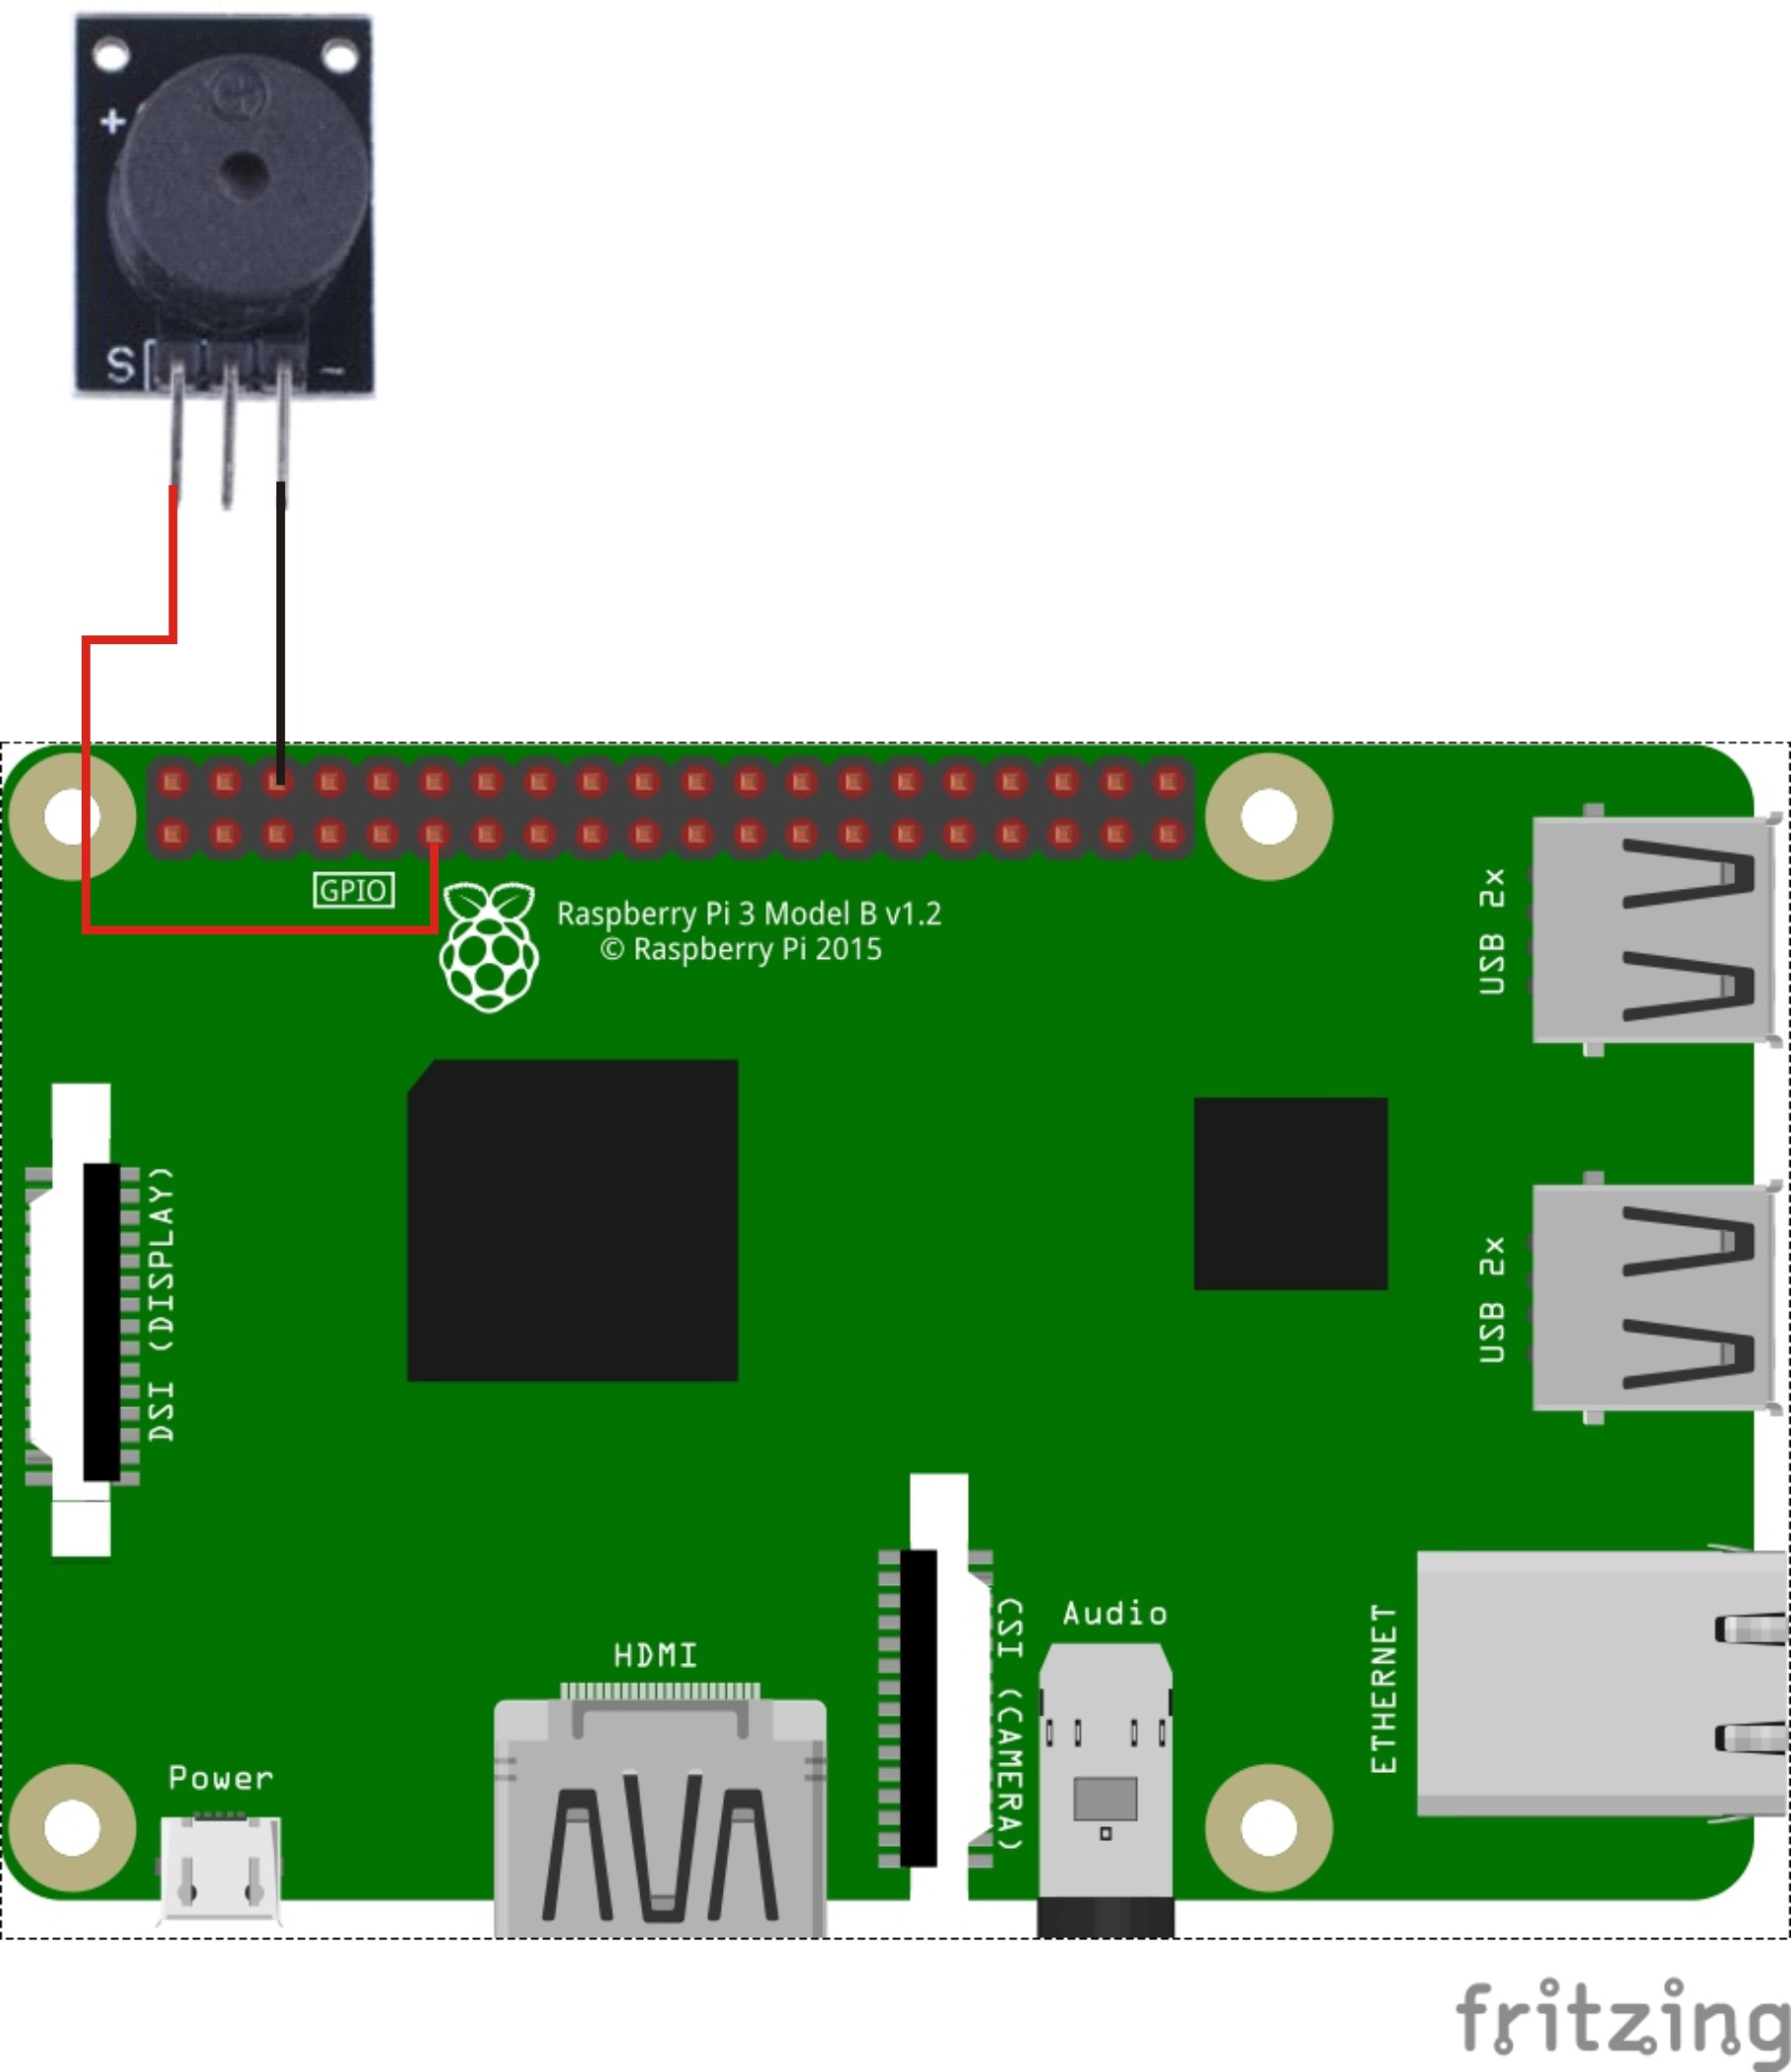 +
S
-
GPIO
Raspberry Pi 3 Model B v1.2
© Raspberry Pi 2015
USB 2x
DSI (DISPLAY)
USB 2x
CSI (CAMERA)
Audio
ETHERNET
HDMI
Power
fritzing